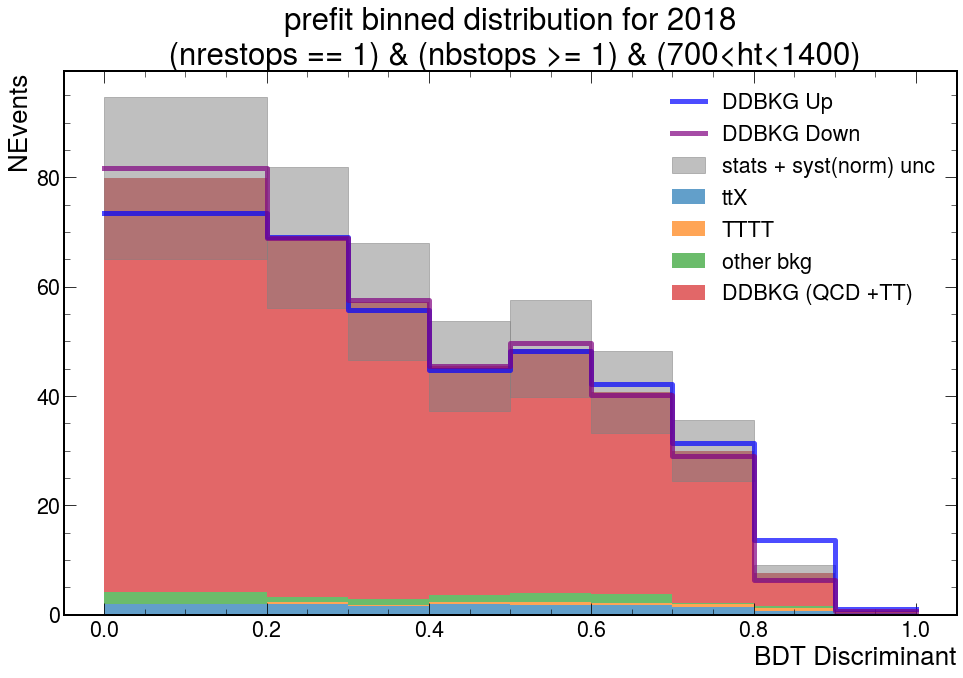 prefit binned distribution for 2018
(nrestops == 1) & (nbstops >= 1) & (700<ht<1400)
NEvents
DDBKG Up
DDBKG Down
stats + syst(norm) unc
ttX
TTTT
other bkg
DDBKG (QCD +TT)
80
60
40
20
0
0.0 0.2 0.4 0.6 0.8 1.0
BDT Discriminant